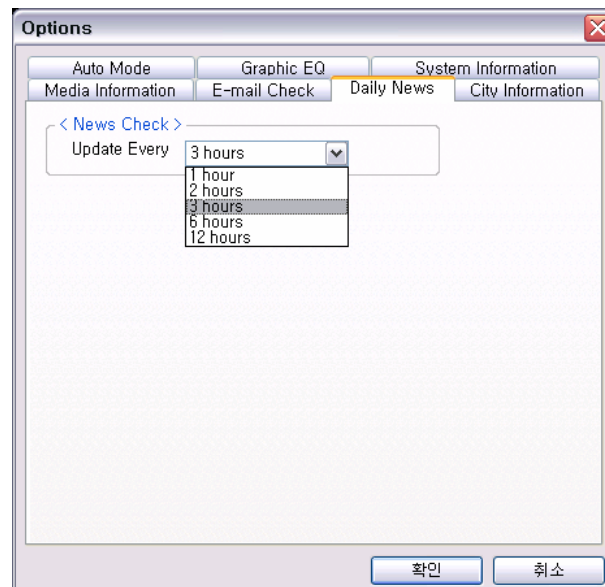 Options
Auto Mode Graphic EQ System Information
Media Information E-mail Check Daily News City Information
< News Check >
Update Every 3 hours
1 hour
2 hours
3 hours
6 hours
12 hours
확인 취소